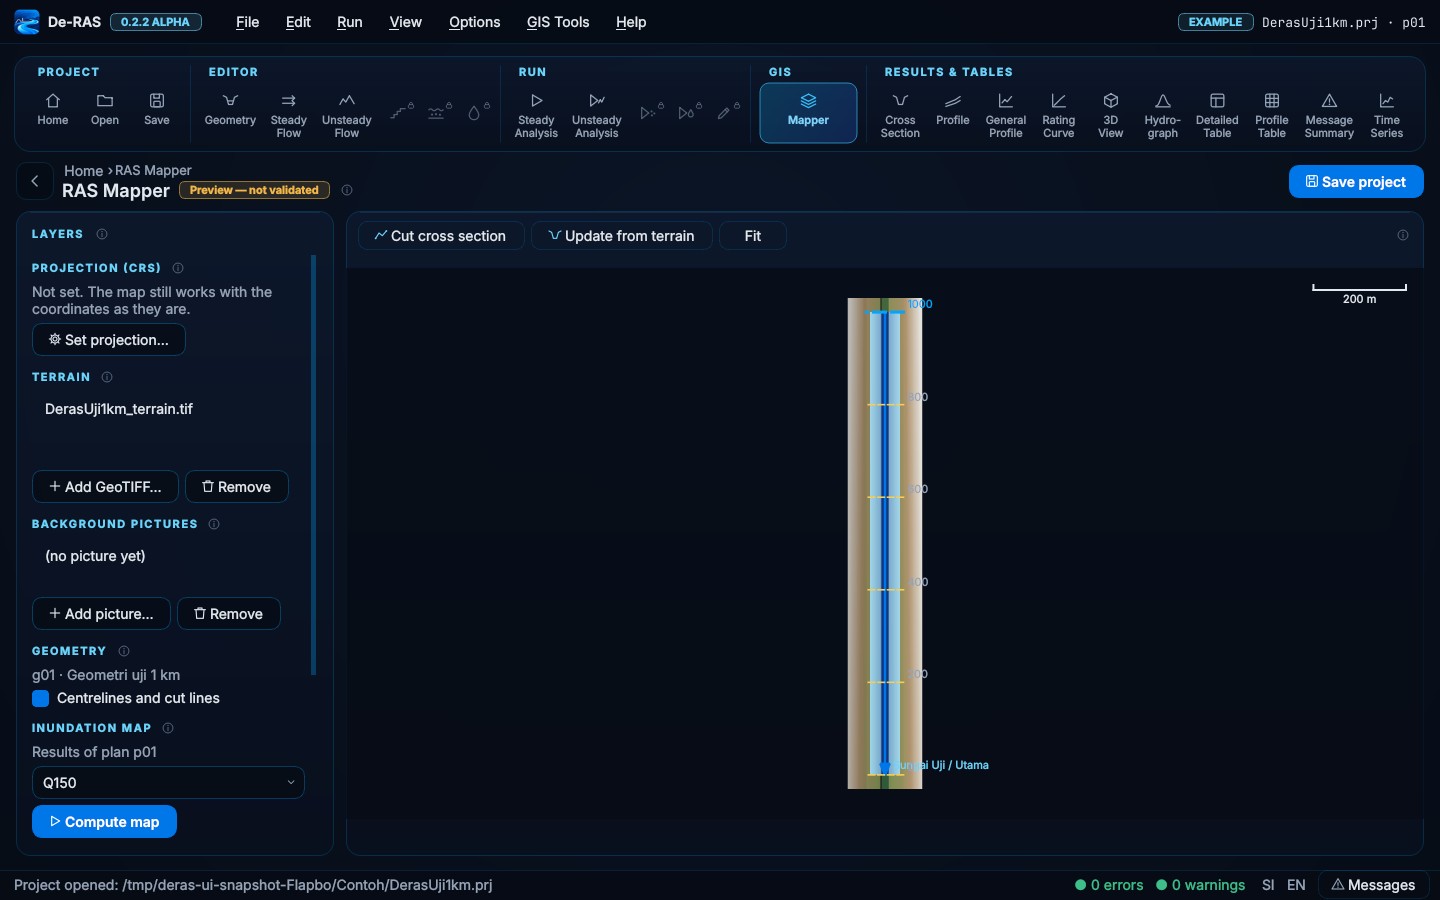 De-RAS 0.2.2 ALPHA File Edit Run View Options GIS Tools Help EXAMPLE DerasUji1km.prj · p01
PROJECT EDITOR RUN GIS RESULTS & TABLES
Home Open Save Geometry Steady Flow Unsteady Flow Steady Analysis Unsteady Analysis Mapper Cross Section Profile General Profile Rating Curve 3D View Hydro-graph Detailed Table Profile Table Message Summary Time Series
Home › RAS Mapper
RAS Mapper Preview — not validated Save project
LAYERS
PROJECTION (CRS)
Not set. The map still works with the
coordinates as they are.
Set projection...
TERRAIN
DerasUji1km_terrain.tif
Add GeoTIFF... Remove
BACKGROUND PICTURES
(no picture yet)
Add picture... Remove
GEOMETRY
g01 · Geometri uji 1 km
Centrelines and cut lines
INUNDATION MAP
Results of plan p01
Q150
Compute map
Cut cross section Update from terrain Fit
200 m
1000
Uji / Utama
Project opened: /tmp/deras-ui-snapshot-Flapbo/Contoh/DerasUji1km.prj 0 errors 0 warnings SI EN Messages